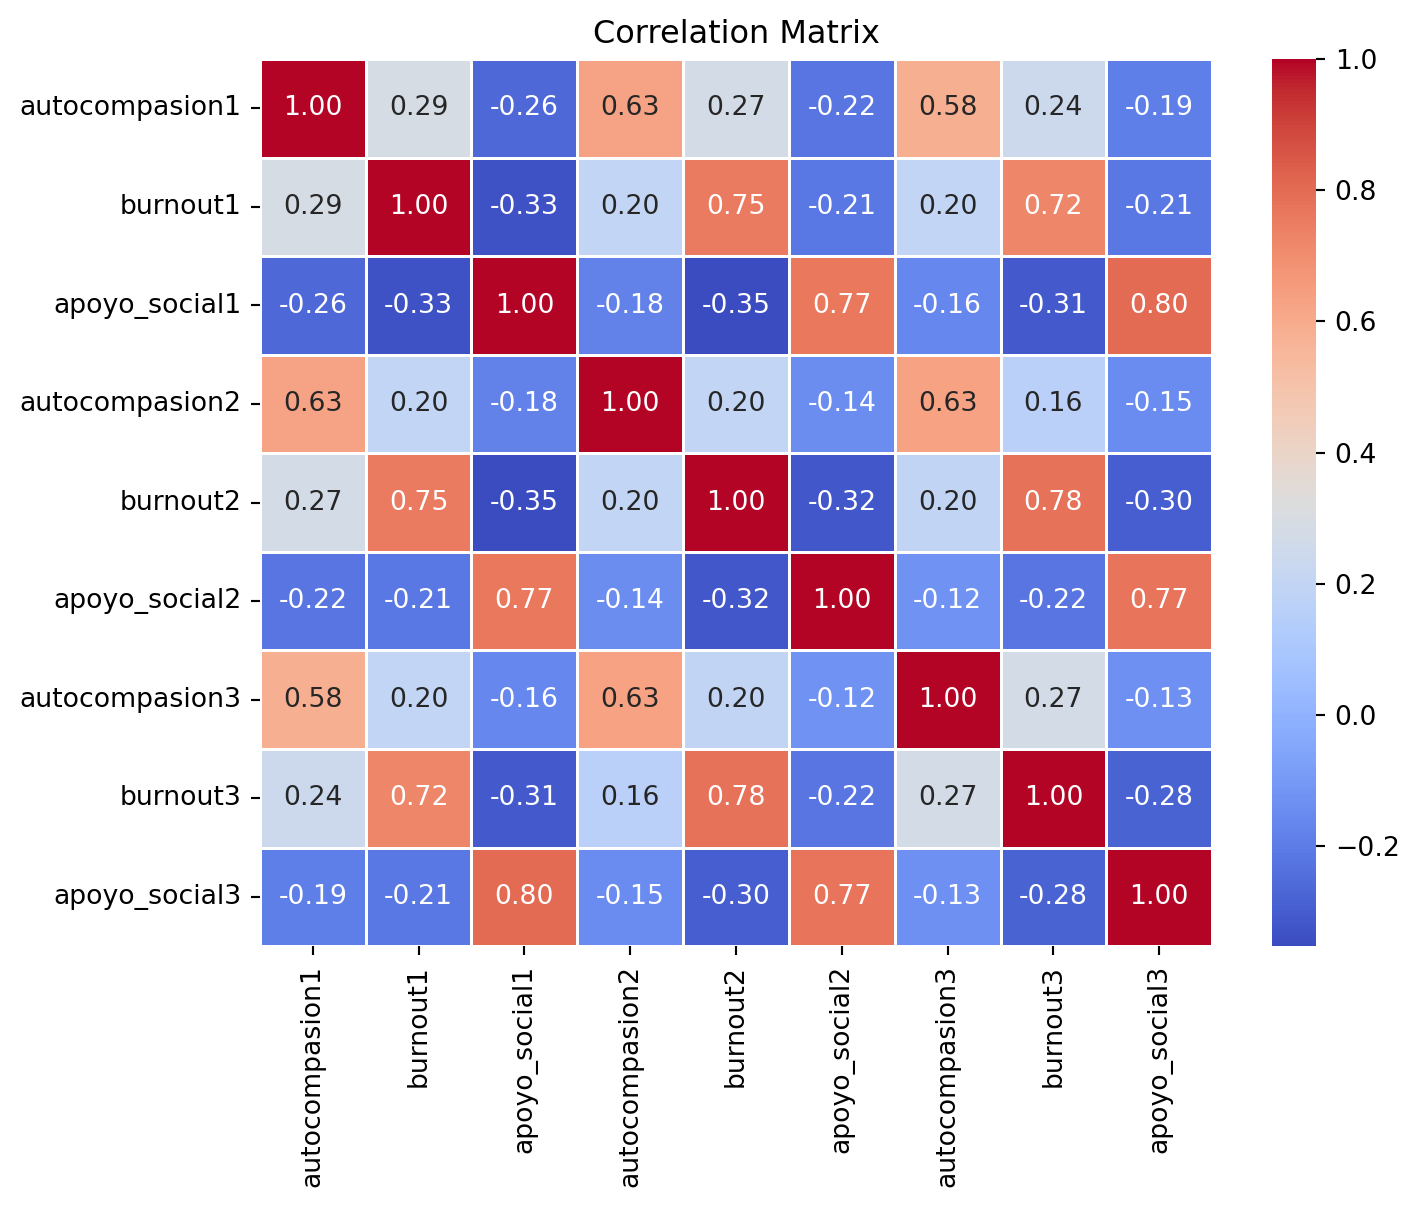 Correlation Matrix
autocompasion1 1.00 0.29 -0.26 0.63 0.27 -0.22 0.58 0.24 -0.19
burnout1 0.29 1.00 -0.33 0.20 0.75 -0.21 0.20 0.72 -0.21
apoyo_social1 -0.26 -0.33 1.00 -0.18 -0.35 0.77 -0.16 -0.31 0.80
autocompasion2 0.63 0.20 -0.18 1.00 0.20 -0.14 0.63 0.16 -0.15
burnout2 0.27 0.75 -0.35 0.20 1.00 -0.32 0.20 0.78 -0.30
apoyo_social2 -0.22 -0.21 0.77 -0.14 -0.32 1.00 -0.12 -0.22 0.77
autocompasion3 0.58 0.20 -0.16 0.63 0.20 -0.12 1.00 0.27 -0.13
burnout3 0.24 0.72 -0.31 0.16 0.78 -0.22 0.27 1.00 -0.28
apoyo_social3 -0.19 -0.21 0.80 -0.15 -0.30 0.77 -0.13 -0.28 1.00
autocompasion1
burnout1
apoyo_social1
autocompasion2
burnout2
apoyo_social2
autocompasion3
burnout3
apoyo_social3
1.0
0.8
0.6
0.4
0.2
0.0
−0.2